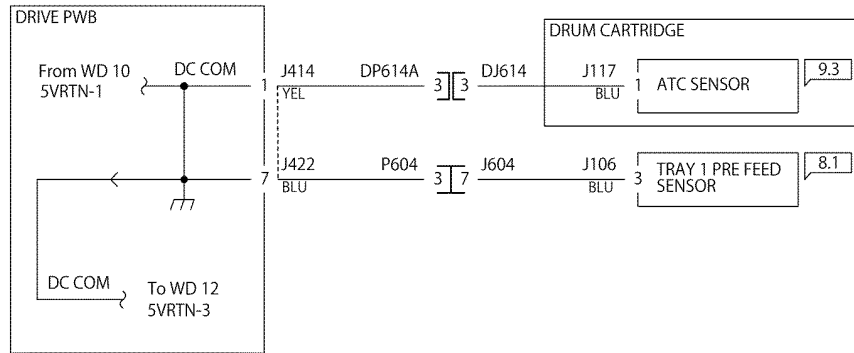 DRIVE PWB
DRUM CARTRIDGE
From WD 10
5VRTN-1
DC COM
1
J414
YEL
DP614A
3
3
DJ614
J117
BLU
1
ATC SENSOR
9.3
7
J422
BLU
P604
3
7
J604
J106
BLU
3
TRAY 1 PRE FEED
SENSOR
8.1
DC COM
To WD 12
5VRTN-3